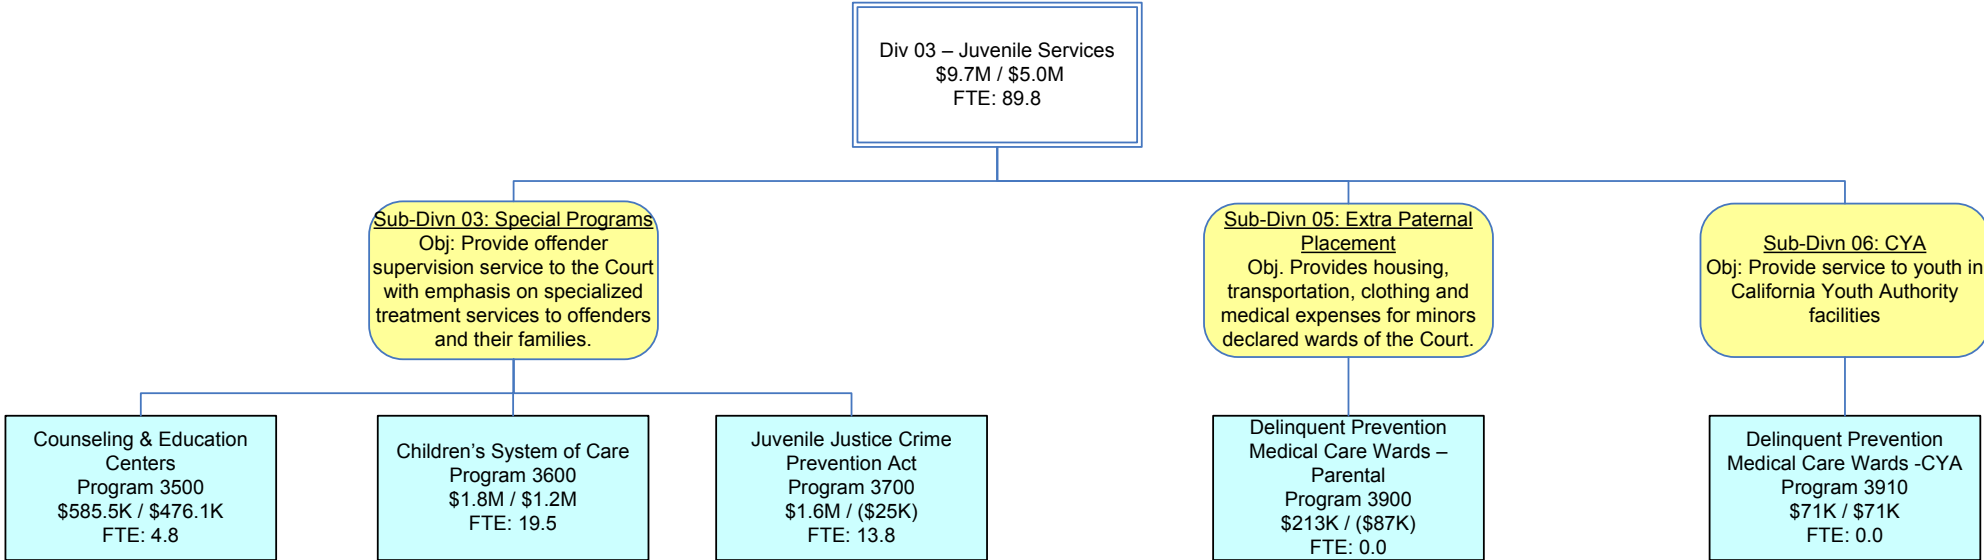 Div 03 – Juvenile Services
$9.7M / $5.0M
FTE: 89.8
Sub-Divn 03: Special Programs
Obj: Provide offender
supervision service to the Court
with emphasis on specialized
treatment services to offenders
and their families.
Sub-Divn 05: Extra Paternal
Placement
Obj. Provides housing,
transportation, clothing and
medical expenses for minors
declared wards of the Court.
Sub-Divn 06: CYA
Obj: Provide service to youth in
California Youth Authority
facilities
Counseling & Education
Centers
Program 3500
$585.5K / $476.1K
FTE: 4.8
Children’s System of Care
Program 3600
$1.8M / $1.2M
FTE: 19.5
Juvenile Justice Crime
Prevention Act
Program 3700
$1.6M / ($25K)
FTE: 13.8
Delinquent Prevention
Medical Care Wards –
Parental
Program 3900
$213K / ($87K)
FTE: 0.0
Delinquent Prevention
Medical Care Wards -CYA
Program 3910
$71K / $71K
FTE: 0.0